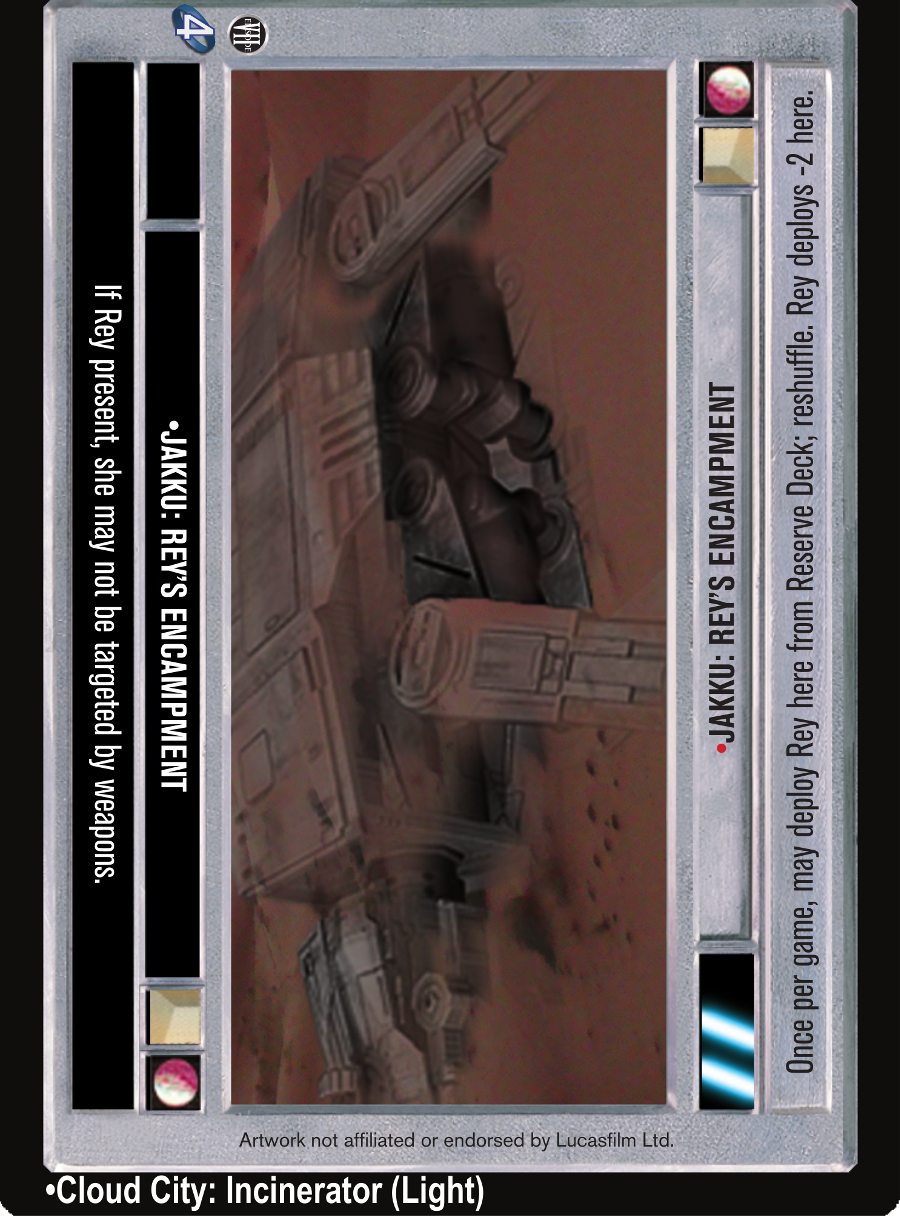 4
EPISODE
VII
If Rey present, she may not be targeted by weapons.
•JAKKU: REY'S ENCAMPMENT
•JAKKU: REY'S ENCAMPMENT
Once per game, may deploy Rey here from Reserve Deck; reshuffle. Rey deploys -2 here.
Artwork not affiliated or endorsed by Lucasfilm Ltd.
•Cloud City: Incinerator (Light)